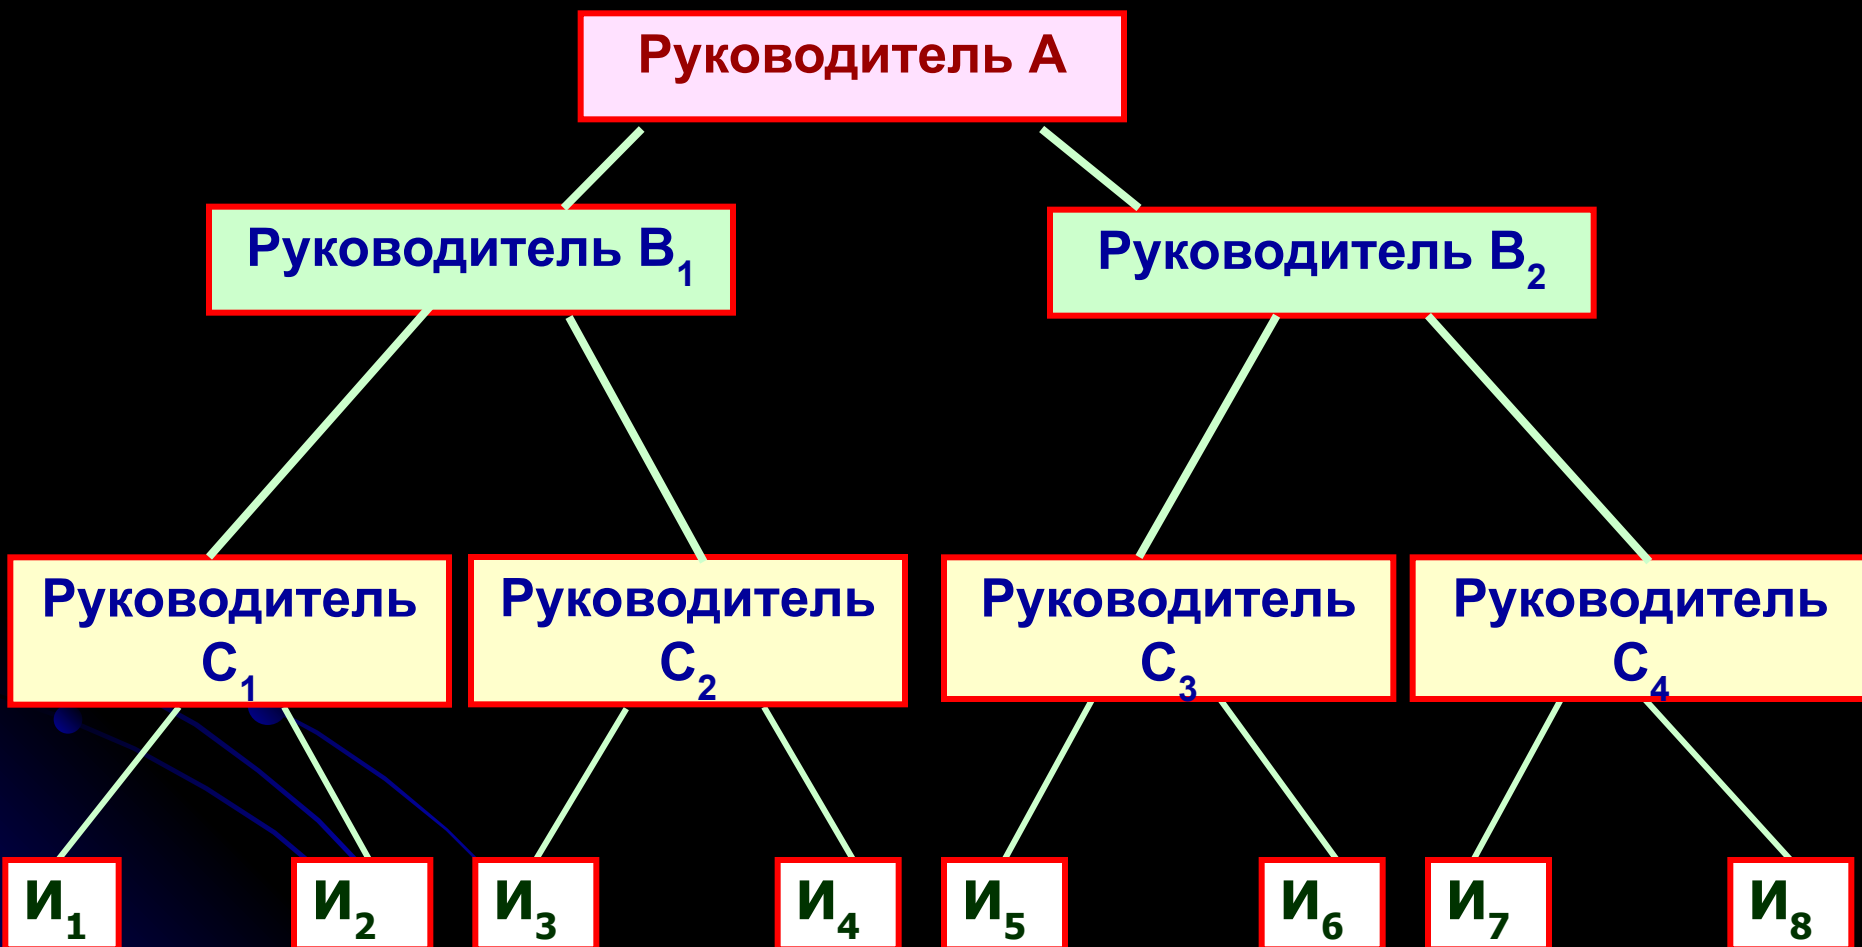 Руководитель А
Руководитель В₁
Руководитель В₂
Руководитель
С₁
Руководитель
С₂
Руководитель
С₃
Руководитель
С₄
И₁
И₂
И₃
И₄
И₅
И₆
И₇
И₈